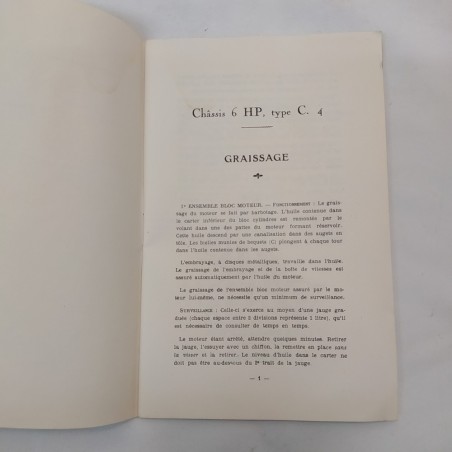 Châssis 6 HP, type C. 4
GRAISSAGE
1° ENSEMBLE BLOC MOTEUR. — FONCTIONNEMENT : Le grais-
sage du moteur se fait par barbotage. L'huile contenue dans
le carter inférieur du bloc cylindres est remontée par le
volant dans une des pattes du moteur formant réservoir.
Cette huile descend par une canalisation dans des augets en
tôle. Les bielles munies de becquets (C) plongent à chaque tour
dans l'huile contenue dans ces augets.
L'embrayage, à disques métalliques, travaille dans l'huile.
Le graissage de l'embrayage et de la boîte de vitesses est
assuré automatiquement par l'huile du moteur.
Le graissage de l'ensemble bloc moteur assuré par le mo-
teur lui-même, ne nécessite qu'un minimum de surveillance.
SURVEILLANCE : Celle-ci s'exerce au moyen d'une jauge gra-
duée (chaque espace entre 2 divisions représente 1 litre), qu'il
est nécessaire de consulter de temps en temps.
Le moteur étant arrêté, attendre quelques minutes. Retirer
la jauge, l'essuyer avec un chiffon, la remettre en place avec
la visser et la retirer. Le niveau d'huile dans le carter ne
doit pas être au-dessous du trait de la jauge.
— 1 —